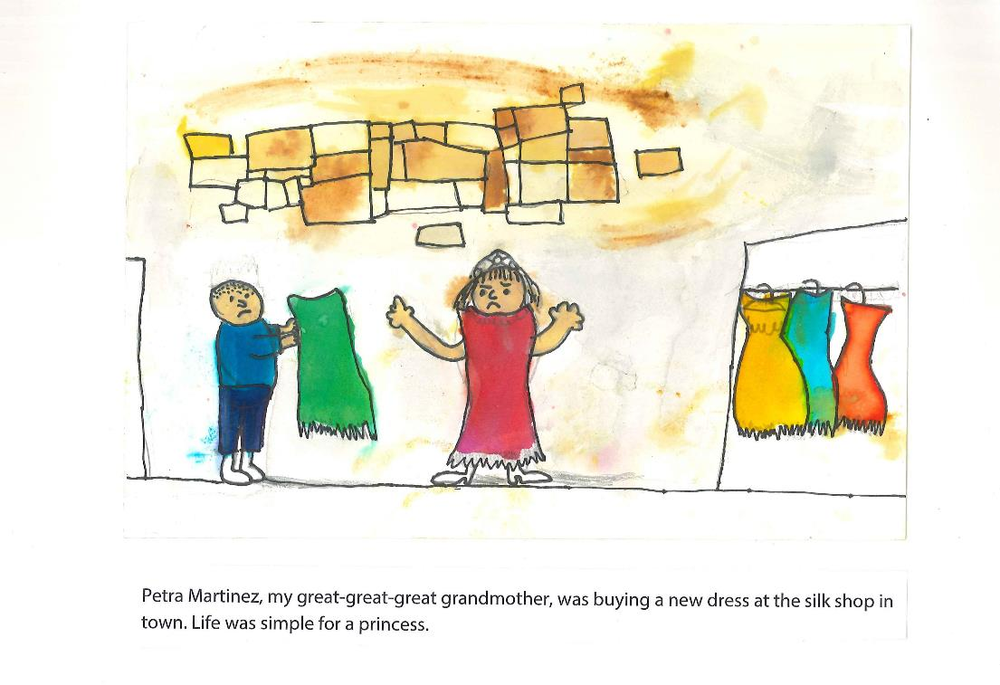 Petra Martinez, my great-great-great grandmother, was buying a new dress at the silk shop in
town. Life was simple for a princess.